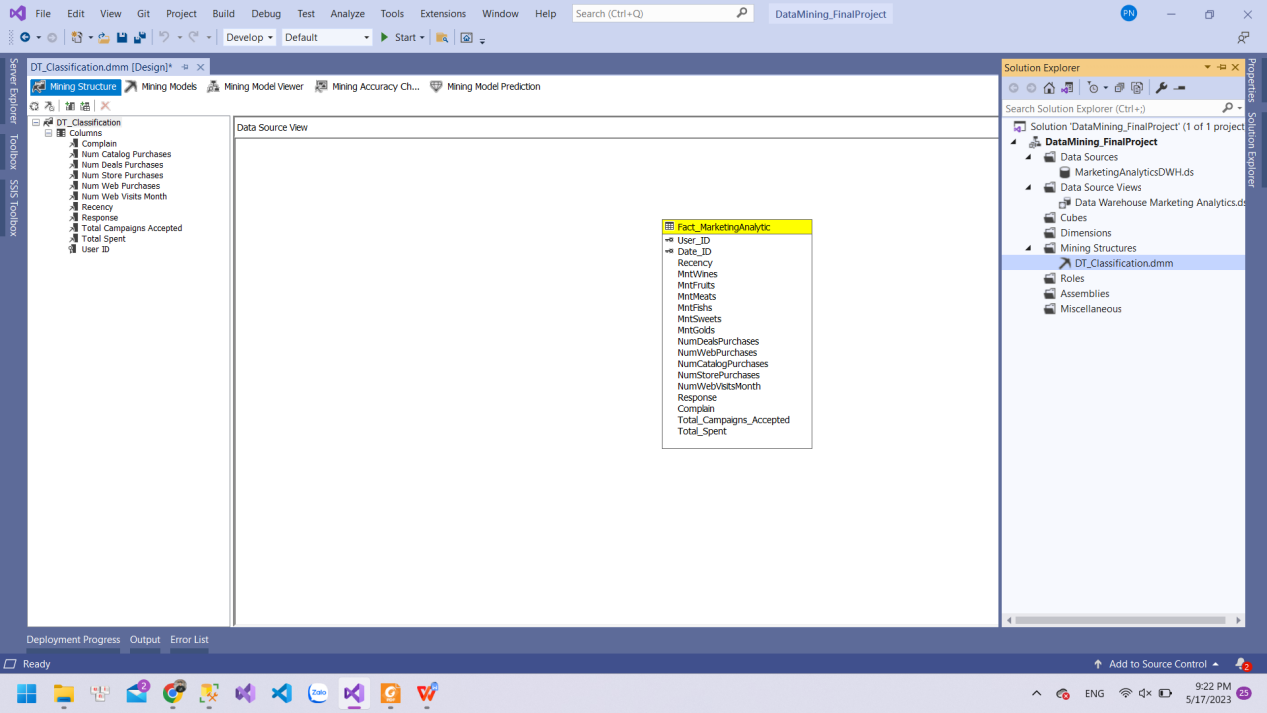 File Edit View Git Project Build Debug Test Analyze Tools Extensions Window Help Search (Ctrl+Q) DataMining_FinalProject PN
Develop Default Start
DT_Classification.dmm [Design]*
Mining Structure Mining Models Mining Model Viewer Mining Accuracy Ch... Mining Model Prediction
Server Explorer
Toolbox
SSIS Toolbox
DT_Classification
Columns
Complain
Num Catalog Purchases
Num Deals Purchases
Num Store Purchases
Num Web Purchases
Num Web Visits Month
Recency
Response
Total Campaigns Accepted
Total Spent
User ID
Data Source View
Fact_MarketingAnalytic
User_ID
Date_ID
Recency
MntWines
MntFruits
MntMeats
MntFishs
MntSweets
MntGolds
NumDealsPurchases
NumWebPurchases
NumCatalogPurchases
NumStorePurchases
NumWebVisitsMonth
Response
Complain
Total_Campaigns_Accepted
Total_Spent
Solution Explorer
Search Solution Explorer (Ctrl+;)
Solution 'DataMining_FinalProject' (1 of 1 project
DataMining_FinalProject
Data Sources
MarketingAnalyticsDWH.ds
Data Source Views
Data Warehouse Marketing Analytics.ds
Cubes
Dimensions
Mining Structures
DT_Classification.dmm
Roles
Assemblies
Miscellaneous
Properties
Solution Explorer
Deployment Progress Output Error List
Ready Add to Source Control 2
2 Zalo ENG 9:22 PM
5/17/2023 25